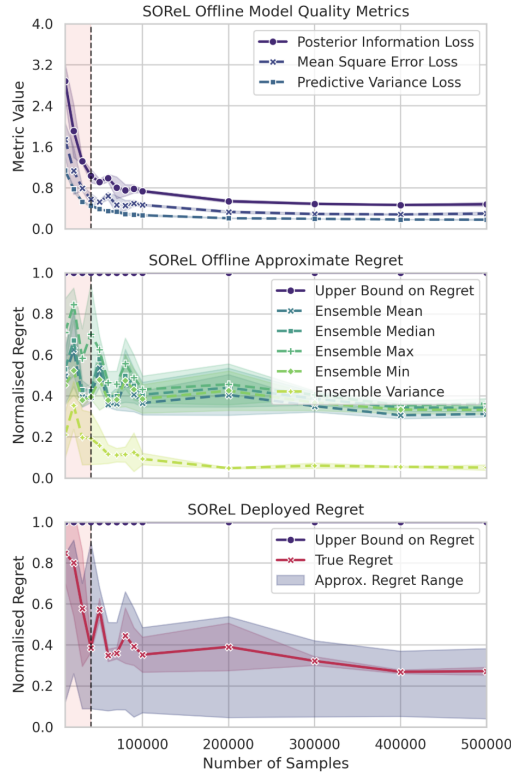 SOReL Offline Model Quality Metrics
4.0
3.2
2.4
1.6
0.8
0.0
Metric Value
Posterior Information Loss
Mean Square Error Loss
Predictive Variance Loss
SOReL Offline Approximate Regret
1.0
0.8
0.6
0.4
0.2
0.0
Normalised Regret
Upper Bound on Regret
Ensemble Mean
Ensemble Median
Ensemble Max
Ensemble Min
Ensemble Variance
SOReL Deployed Regret
1.0
0.8
0.6
0.4
0.2
0.0
Normalised Regret
Upper Bound on Regret
True Regret
Approx. Regret Range
100000 200000 300000 400000 500000
Number of Samples